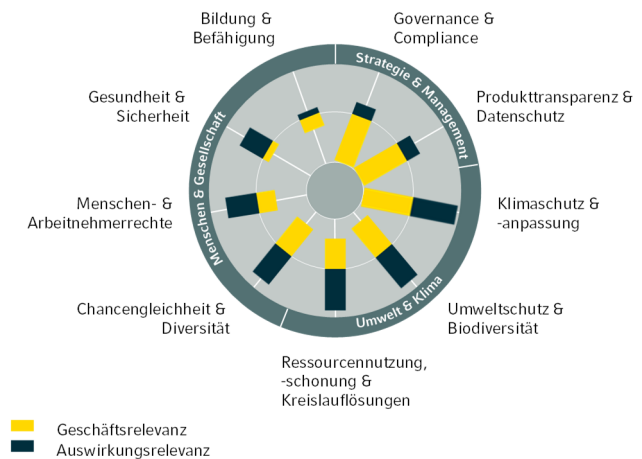 Bildung &
Befähigung
Governance &
Compliance
Strategie & Management
Gesundheit &
Sicherheit
Produkttransparenz &
Datenschutz
Menschen & Gesellschaft
Menschen- &
Arbeitnehmerrechte
Klimaschutz &
-anpassung
Chancengleichheit &
Diversität
Umwelt & Klima
Umweltschutz &
Biodiversität
Ressourcennutzung,
-schonung &
Kreislauflösungen
Geschäftsrelevanz
Auswirkungsrelevanz